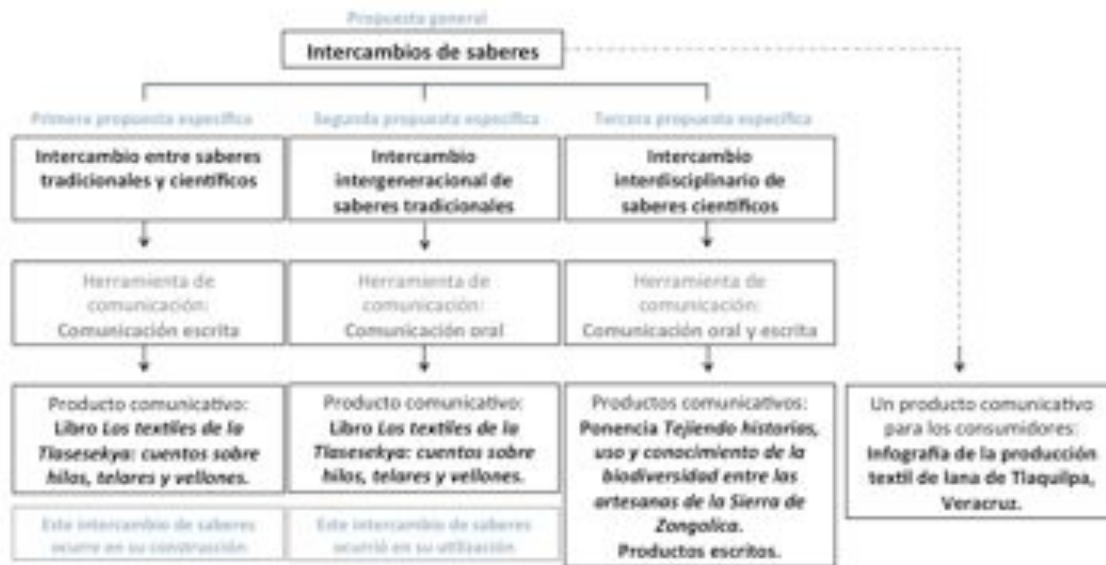 Propuesta general
Intercambios de saberes
Primera propuesta específica
Intercambio entre saberes
tradicionales y científicos
Herramienta de
comunicación:
Comunicación escrita
Producto comunicativo:
Libro Los textiles de la
Tlasesekya: cuentos sobre
hilos, telares y vellones.
Este intercambio de saberes
ocurre en su construcción
Segunda propuesta específica
Intercambio
intergeneracional de
saberes tradicionales
Herramienta de
comunicación:
Comunicación oral
Producto comunicativo:
Libro Los textiles de la
Tlasesekya: cuentos sobre
hilos, telares y vellones.
Este intercambio de saberes
ocurrió en su utilización
Tercera propuesta específica
Intercambio
interdisciplinario de
saberes científicos
Herramienta de
comunicación:
Comunicación oral y escrita
Productos comunicativos:
Ponencia Tejiendo historias,
uso y conocimiento de la
biodiversidad entre las
artesanas de la Sierra de
Zongolica.
Productos escritos.
Un producto comunicativo
para los consumidores:
Infografía de la producción
textil de lana de Tlaquilpa,
Veracruz.